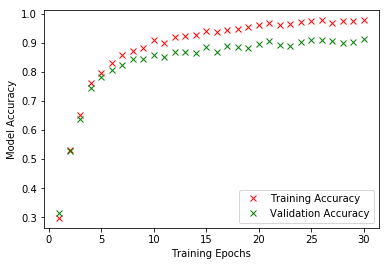 1.0
0.9
0.8
0.7
0.6
0.5
0.4
0.3
Model Accuracy
Training Accuracy
Validation Accuracy
0 5 10 15 20 25 30
Training Epochs